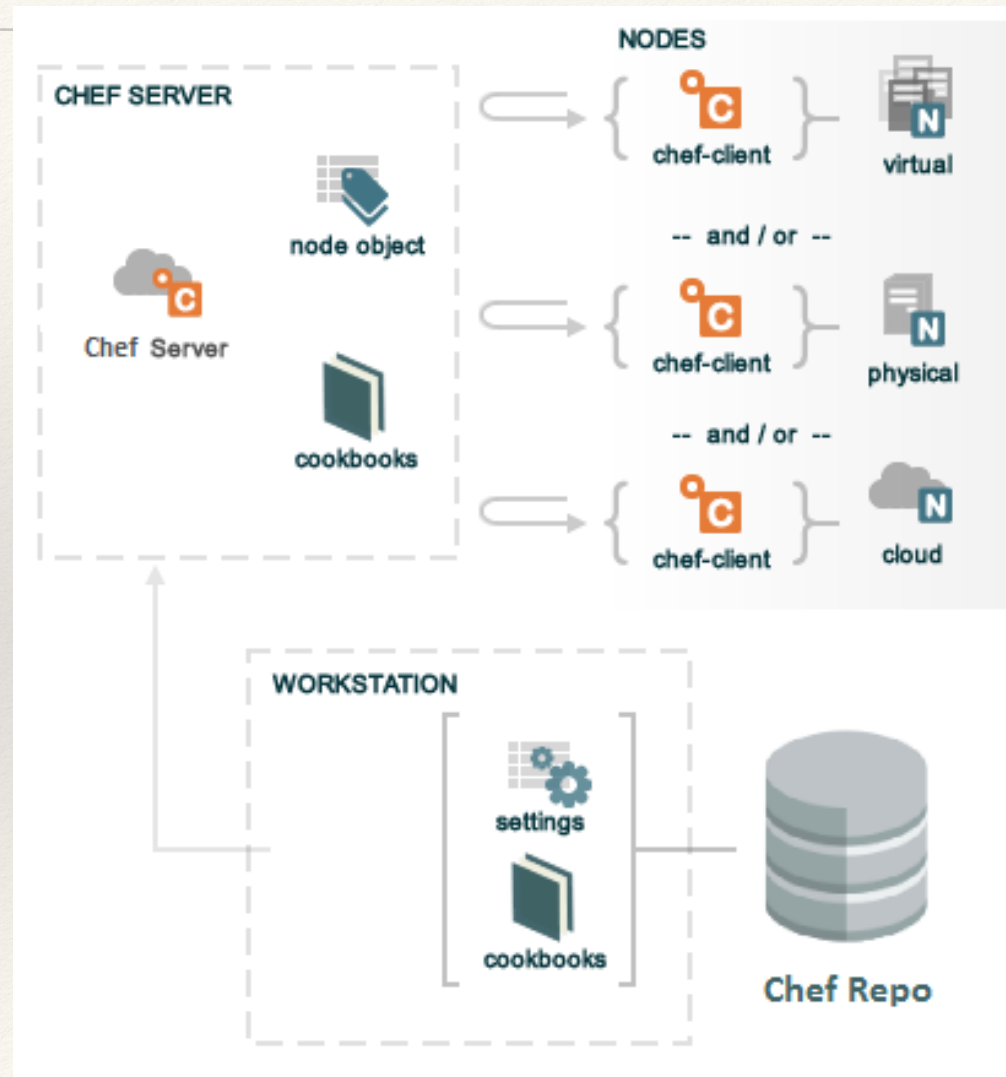 NODES
CHEF SERVER
C
chef-client
N
virtual
node object
-- and / or --
C
Chef Server
C
chef-client
N
physical
cookbooks
-- and / or --
C
chef-client
N
cloud
WORKSTATION
settings
cookbooks
Chef Repo